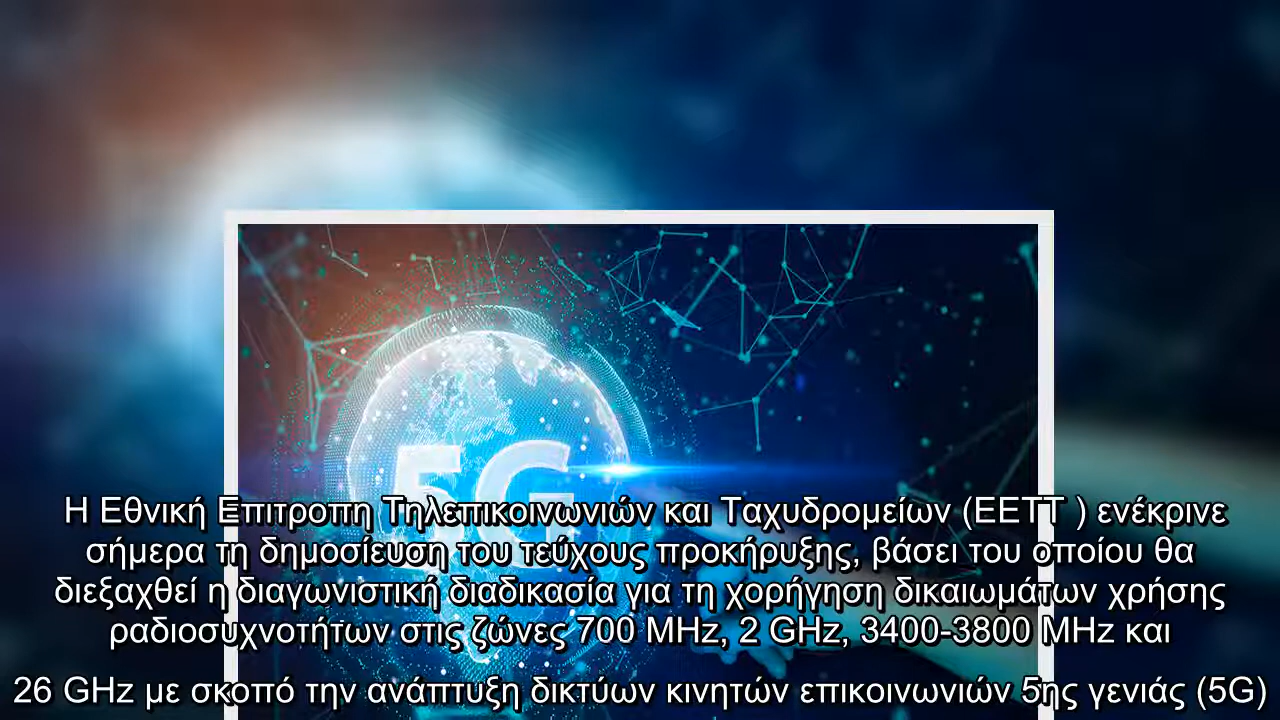 5G
Η Εθνική Επιτροπη Τηλεπικοινωνιών και Ταχυδρομείων (ΕΕΤΤ ) ενέκρινε
σήμερα τη δημοσίευση του τεύχους προκήρυξης, βάσει του οποίου θα
διεξαχθεί η διαγωνιστική διαδικασία για τη χορήγηση δικαιωμάτων χρήσης
ραδιοσυχνοτήτων στις ζώνες 700 MHz, 2 GHz, 3400-3800 MHz και
26 GHz με σκοπό την ανάπτυξη δικτύων κινητών επικοινωνιών 5ης γενιάς (5G)